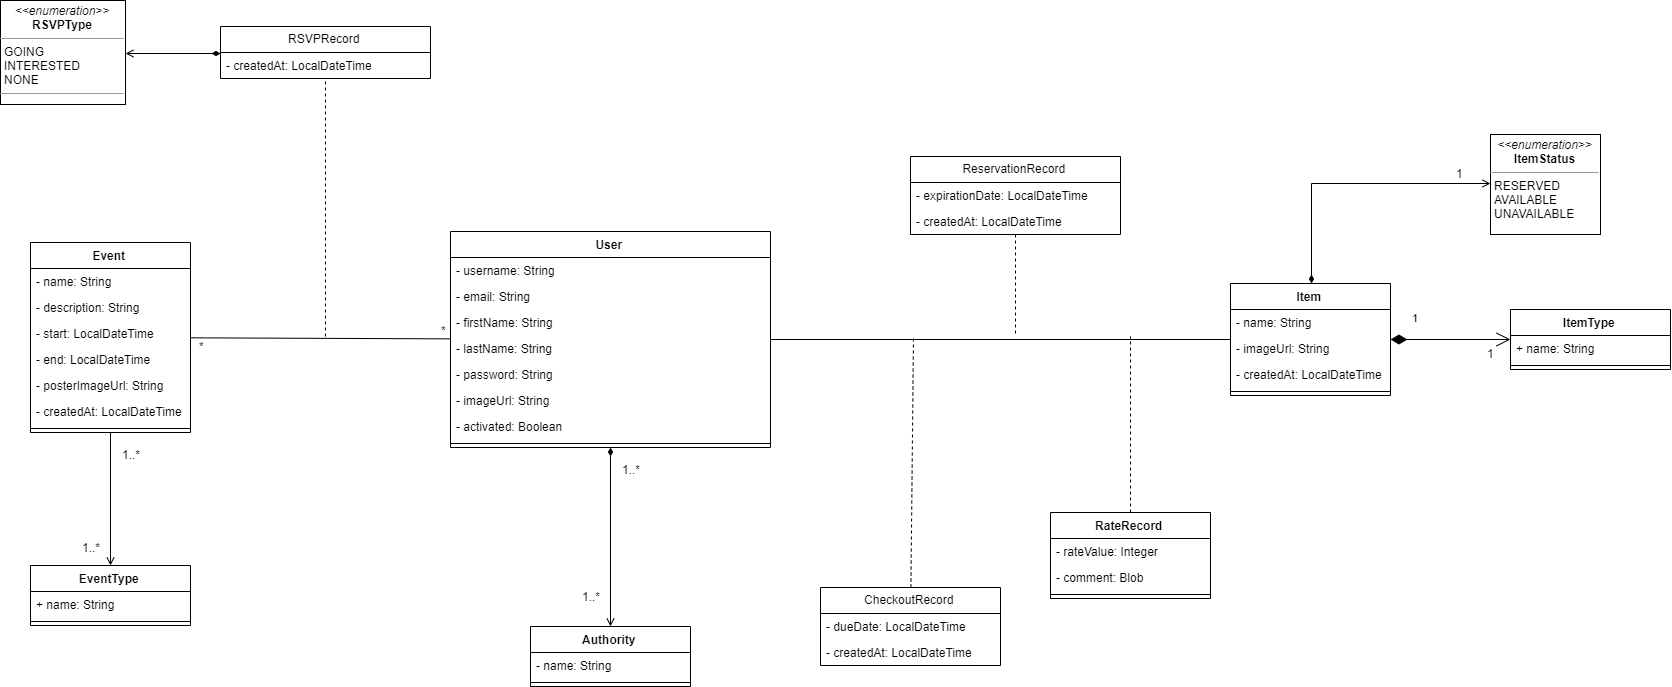 <<enumeration>>
RSVPType
GOING
INTERESTED
NONE
RSVPRecord
- createdAt: LocalDateTime
ReservationRecord
- expirationDate: LocalDateTime
- createdAt: LocalDateTime
<<enumeration>>
ItemStatus
RESERVED
AVAILABLE
UNAVAILABLE
1
Event
- name: String
- description: String
- start: LocalDateTime
- end: LocalDateTime
- posterImageUrl: String
- createdAt: LocalDateTime
*
*
User
- username: String
- email: String
- firstName: String
- lastName: String
- password: String
- imageUrl: String
- activated: Boolean
Item
- name: String
- imageUrl: String
- createdAt: LocalDateTime
1
1
ItemType
+ name: String
1..*
1..*
EventType
+ name: String
1..*
1..*
Authority
- name: String
CheckoutRecord
- dueDate: LocalDateTime
- createdAt: LocalDateTime
RateRecord
- rateValue: Integer
- comment: Blob